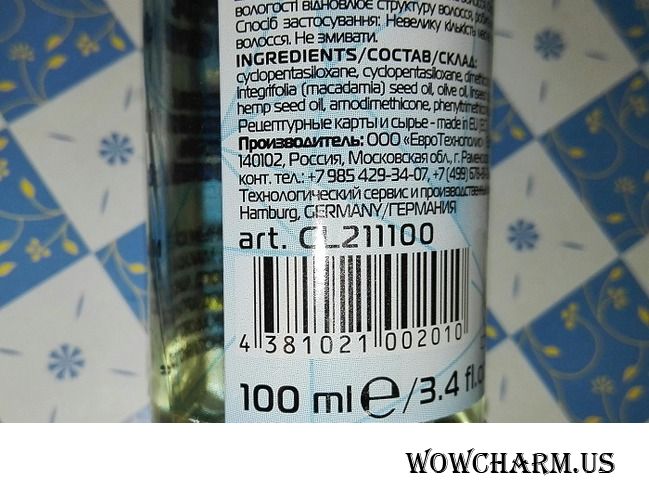 вологості відновлює структуру волосся,
Спосіб застосування: Невелику кількість
волосся. Не змивати.
INGREDIENTS/СОСТАВ/СКЛАД:
cyclopentasiloxane, cyclopentasiloxane,
integrifolia (macadamia) seed oil, olive oil,
hemp seed oil, amodimethicone,
Рецептурные карты и сырье - made in EU
Производитель: ООО «ЕвроТехнополис
140102, Россия, Московская обл., г.
конт. тел.: +7 985 429-34-07, +7 (499)
Технологический сервис и
Hamburg, GERMANY/ГЕРМАНИЯ
art. CL211100
4 381021 002010
100 ml ℮/3.4 fl.
WOWCHARM.US